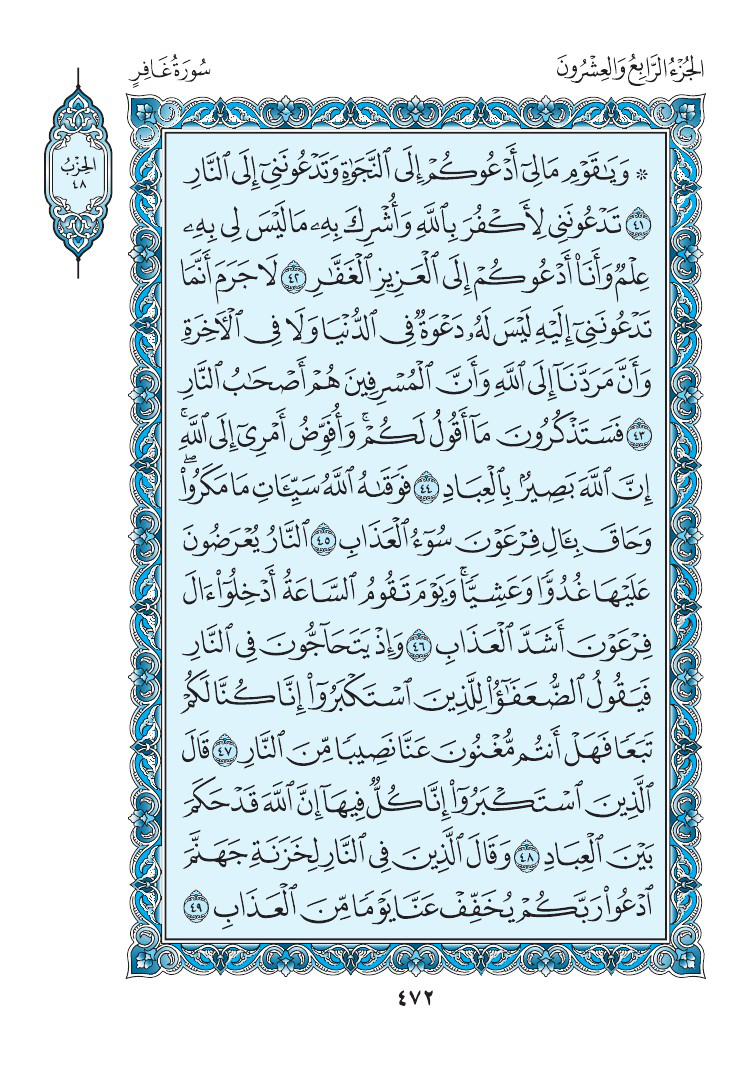 الجُزْءُ الرَّابِعُ وَالعِشْرُونَ
سُورَةُ غَافِرٍ
الحِزْبُ
٤٨
۞ وَيَٰقَوْمِ مَا لِيٓ أَدْعُوكُمْ إِلَى ٱلنَّجَوٰةِ وَتَدْعُونَنِيٓ إِلَى ٱلنَّارِ
٤١ تَدْعُونَنِي لِأَكْفُرَ بِٱللَّهِ وَأُشْرِكَ بِهِۦ مَا لَيْسَ لِي بِهِۦ
عِلْمٌ وَأَنَا۠ أَدْعُوكُمْ إِلَى ٱلْعَزِيزِ ٱلْغَفَّٰرِ ٤٢ لَا جَرَمَ أَنَّمَا
تَدْعُونَنِيٓ إِلَيْهِ لَيْسَ لَهُۥ دَعْوَةٌ فِي ٱلدُّنْيَا وَلَا فِي ٱلْأٓخِرَةِ
وَأَنَّ مَرَدَّنَآ إِلَى ٱللَّهِ وَأَنَّ ٱلْمُسْرِفِينَ هُمْ أَصْحَٰبُ ٱلنَّارِ
٤٣ فَسَتَذْكُرُونَ مَآ أَقُولُ لَكُمْۚ وَأُفَوِّضُ أَمْرِيٓ إِلَى ٱللَّهِۚ
إِنَّ ٱللَّهَ بَصِيرٌۢ بِٱلْعِبَادِ ٤٤ فَوَقَىٰهُ ٱللَّهُ سَيِّـَٔاتِ مَا مَكَرُوا۟ۖ
وَحَاقَ بِـَٔالِ فِرْعَوْنَ سُوٓءُ ٱلْعَذَابِ ٤٥ ٱلنَّارُ يُعْرَضُونَ
عَلَيْهَا غُدُوًّا وَعَشِيًّاۚ وَيَوْمَ تَقُومُ ٱلسَّاعَةُ أَدْخِلُوٓا۟ ءَالَ
فِرْعَوْنَ أَشَدَّ ٱلْعَذَابِ ٤٦ وَإِذْ يَتَحَآجُّونَ فِي ٱلنَّارِ
فَيَقُولُ ٱلضُّعَفَٰٓؤُا۟ لِلَّذِينَ ٱسْتَكْبَرُوٓا۟ إِنَّا كُنَّا لَكُمْ
تَبَعًا فَهَلْ أَنتُم مُّغْنُونَ عَنَّا نَصِيبًا مِّنَ ٱلنَّارِ ٤٧ قَالَ
ٱلَّذِينَ ٱسْتَكْبَرُوٓا۟ إِنَّا كُلٌّ فِيهَآ إِنَّ ٱللَّهَ قَدْ حَكَمَ
بَيْنَ ٱلْعِبَادِ ٤٨ وَقَالَ ٱلَّذِينَ فِي ٱلنَّارِ لِخَزَنَةِ جَهَنَّمَ
ٱدْعُوا۟ رَبَّكُمْ يُخَفِّفْ عَنَّا يَوْمًا مِّنَ ٱلْعَذَابِ ٤٩
٤٧٢